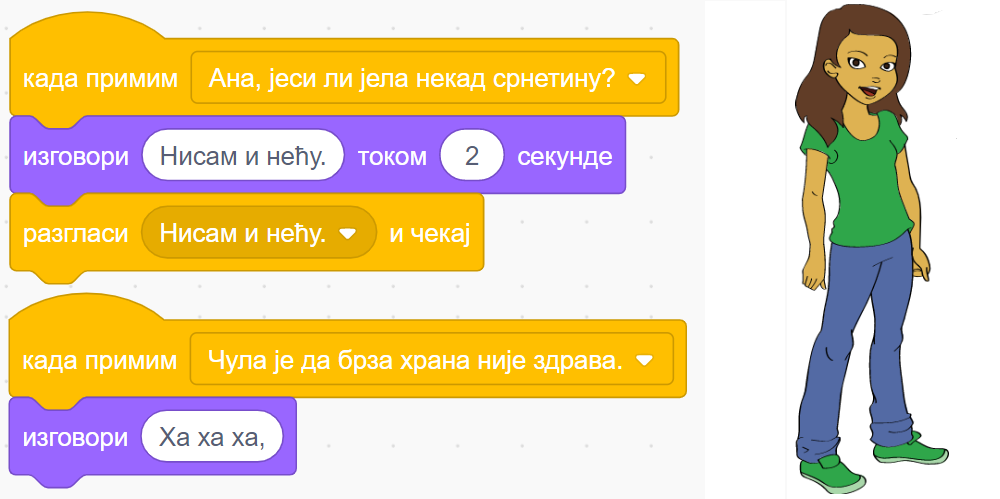 када примим Ана, јеси ли јела некад срнетину?
изговори Нисам и нећу. током 2 секунде
разгласи Нисам и нећу. и чекај
када примим Чула је да брза храна није здрава.
изговори Ха ха ха,